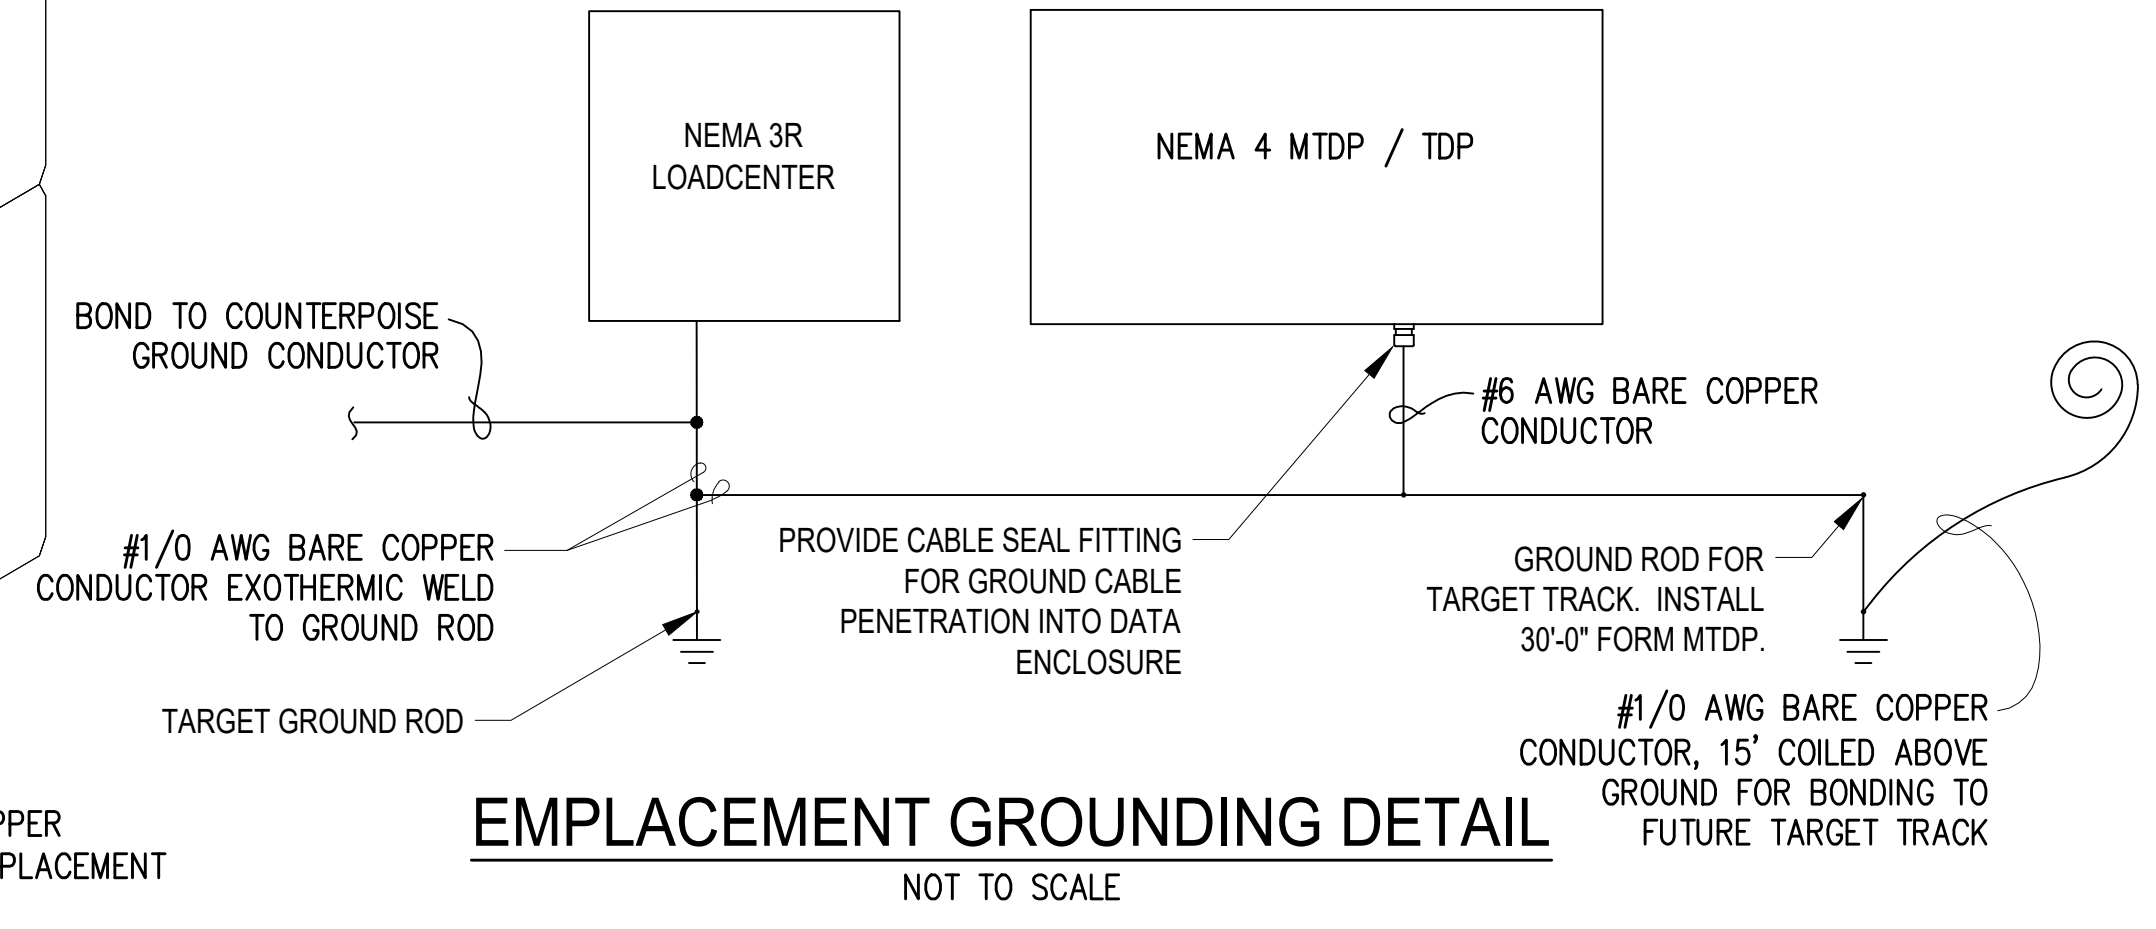 NEMA 3R
LOADCENTER
NEMA 4 MTDP / TDP
BOND TO COUNTERPOISE
GROUND CONDUCTOR
#6 AWG BARE COPPER
CONDUCTOR
#1/0 AWG BARE COPPER
CONDUCTOR EXOTHERMIC WELD
TO GROUND ROD
PROVIDE CABLE SEAL FITTING
FOR GROUND CABLE
PENETRATION INTO DATA
ENCLOSURE
GROUND ROD FOR
TARGET TRACK. INSTALL
30'-0" FORM MTDP.
TARGET GROUND ROD
#1/0 AWG BARE COPPER
CONDUCTOR, 15' COILED ABOVE
GROUND FOR BONDING TO
FUTURE TARGET TRACK
PPER
PLACEMENT
EMPLACEMENT GROUNDING DETAIL
NOT TO SCALE